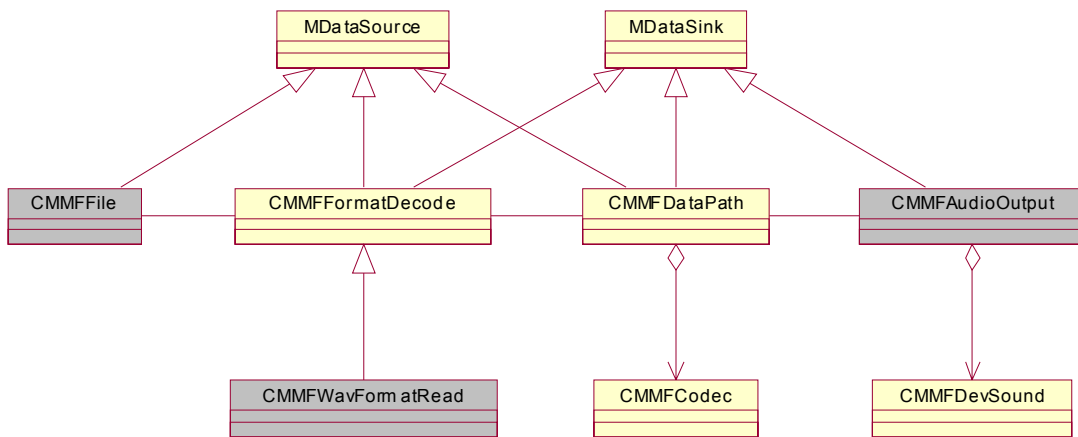 MDataSource
MDataSink
CMMFFile
CMMFFormatDecode
CMMFDataPath
CMMFAudioOutput
CMMFWavFormatRead
CMMFCodec
CMMFDevSound